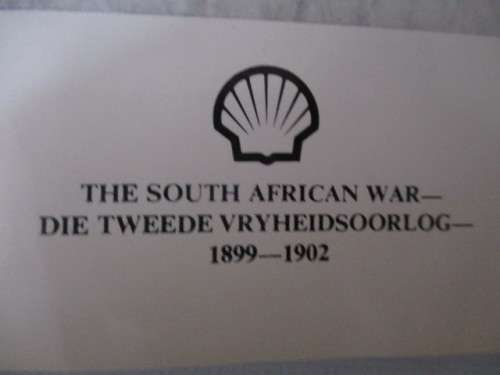 THE SOUTH AFRICAN WAR—
DIE TWEEDE VRYHEIDSOORLOG—
1899—1902